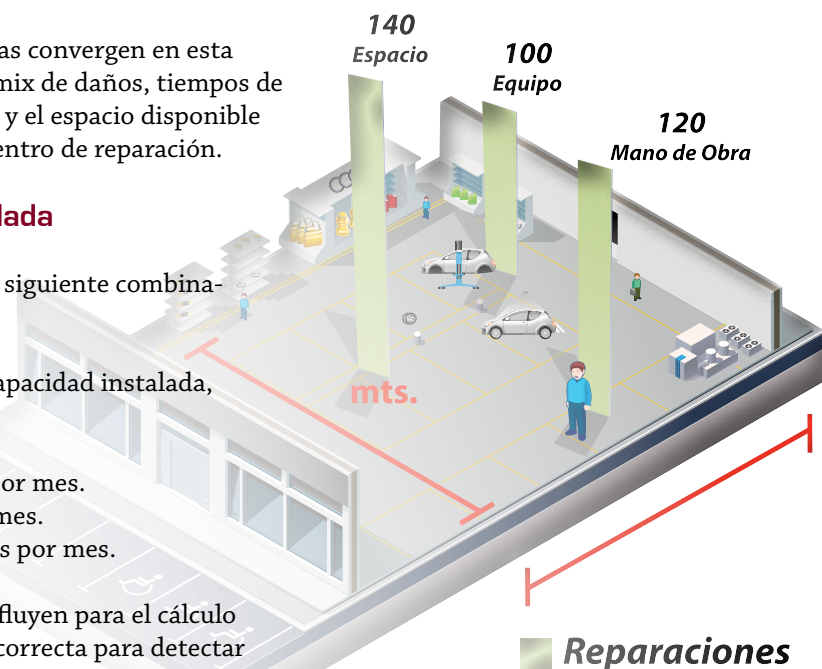 as convergen en esta
mix de daños, tiempos de
y el espacio disponible
entro de reparación.
lada
siguiente combina-
apacidad instalada,
or mes.
mes.
s por mes.
fluyen para el cálculo
correcta para detectar
140
Espacio
100
Equipo
120
Mano de Obra
mts.
Reparaciones